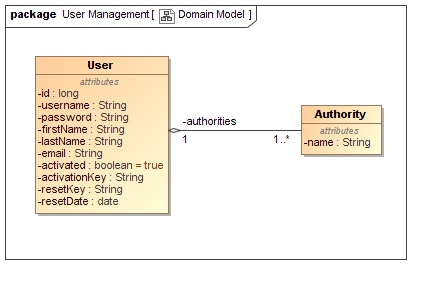 package User Management [ Domain Model ]
User
attributes
-id : long
-username : String
-password : String
-firstName : String
-lastName : String
-email : String
-activated : boolean = true
-activationKey : String
-resetKey : String
-resetDate : date
-authorities
1
1..*
Authority
attributes
-name : String